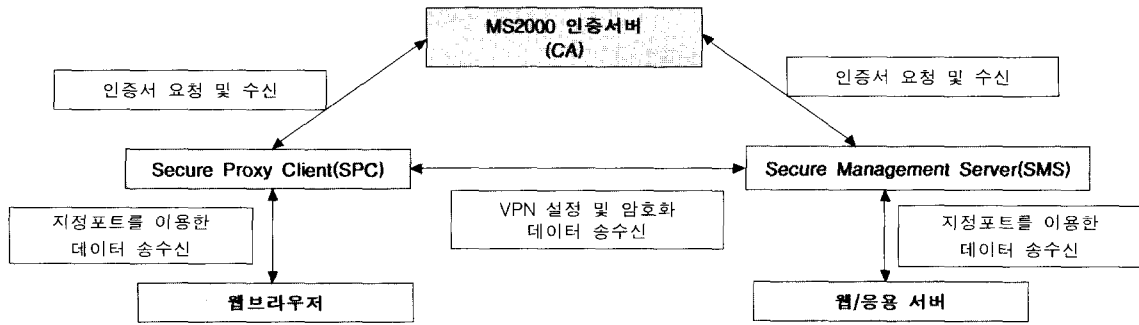 MS2000 인증서버
(CA)
인증서 요청 및 수신
인증서 요청 및 수신
Secure Proxy Client(SPC)
Secure Management Server(SMS)
지정포트를 이용한
데이터 송수신
VPN 설정 및 암호화
데이터 송수신
지정포트를 이용한
데이터 송수신
웹브라우저
웹/응용 서버